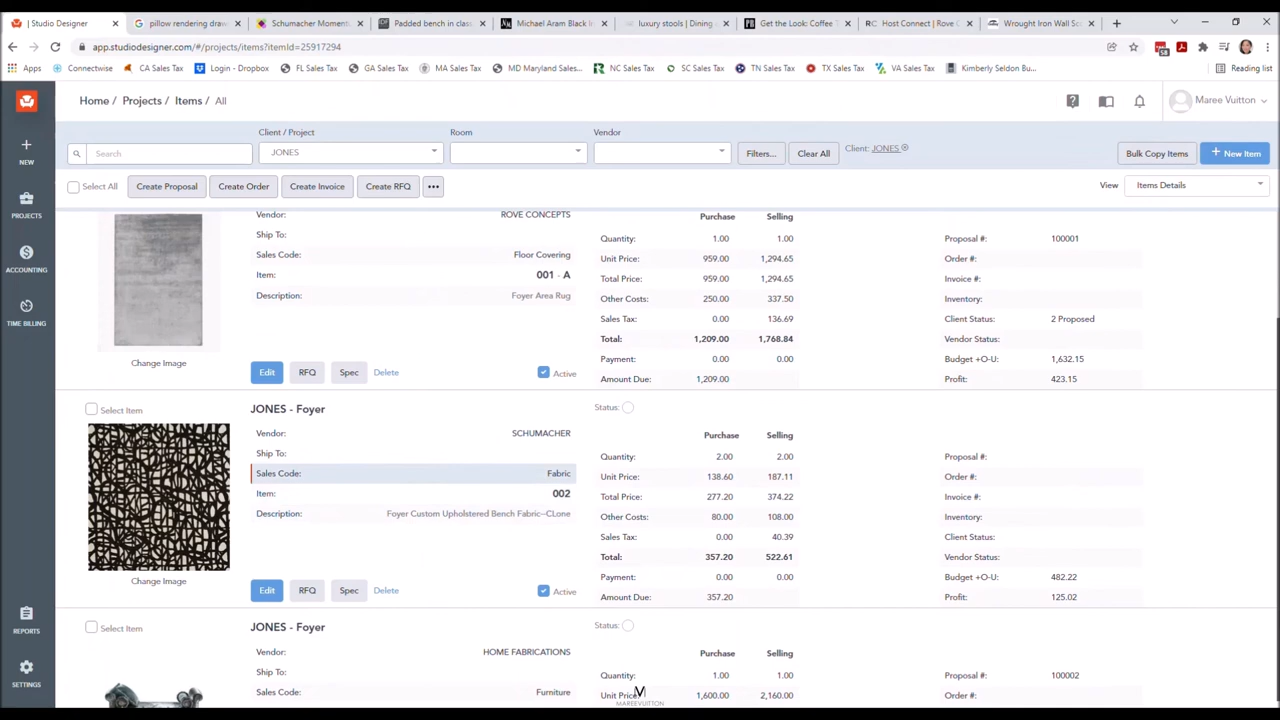 | Studio Designer
pillow rendering draw
Schumacher Moment
Padded bench in class
Michael Aram Black I
luxury stools | Dining
Get the Look: Coffee T
Host Connect | Rove C
Wrought Iron Wall Sc
app.studiodesigner.com/#/projects/items?itemId=25917294
58
Apps Connectwise CA Sales Tax Login - Dropbox FL Sales Tax GA Sales Tax MA Sales Tax MD Maryland Sales... NC Sales Tax SC Sales Tax TN Sales Tax TX Sales Tax VA Sales Tax Kimberly Seldon Bu... Reading list
Home / Projects / Items / All
Maree Vuitton
NEW
PROJECTS
ACCOUNTING
TIME BILLING
REPORTS
SETTINGS
Client / Project Room Vendor
Search JONES Filters... Clear All Client: JONES Bulk Copy Items + New Item
Select All Create Proposal Create Order Create Invoice Create RFQ ••• View Items Details
Vendor: ROVE CONCEPTS
Ship To:
Sales Code: Floor Covering
Item: 001 - A
Description: Foyer Area Rug
Change Image
Edit RFQ Spec Delete Active
Purchase Selling
Quantity: 1.00 1.00
Unit Price: 959.00 1,294.65
Total Price: 959.00 1,294.65
Other Costs: 250.00 337.50
Sales Tax: 0.00 136.69
Total: 1,209.00 1,768.84
Payment: 0.00 0.00
Amount Due: 1,209.00
Proposal #: 100001
Order #:
Invoice #:
Inventory:
Client Status: 2 Proposed
Vendor Status:
Budget +O-U: 1,632.15
Profit: 423.15
Select Item
JONES - Foyer
Vendor: SCHUMACHER
Ship To:
Sales Code: Fabric
Item: 002
Description: Foyer Custom Upholstered Bench Fabric--CLone
Change Image
Edit RFQ Spec Delete Active
Status:
Purchase Selling
Quantity: 2.00 2.00
Unit Price: 138.60 187.11
Total Price: 277.20 374.22
Other Costs: 80.00 108.00
Sales Tax: 0.00 40.39
Total: 357.20 522.61
Payment: 0.00 0.00
Amount Due: 357.20
Proposal #:
Order #:
Invoice #:
Inventory:
Client Status:
Vendor Status:
Budget +O-U: 482.22
Profit: 125.02
Select Item
JONES - Foyer
Vendor: HOME FABRICATIONS
Ship To:
Sales Code: Furniture
Status:
Purchase Selling
Quantity: 1.00 1.00
Unit Price: 1,600.00 2,160.00
Proposal #: 100002
Order #:
MAREEVUITTON